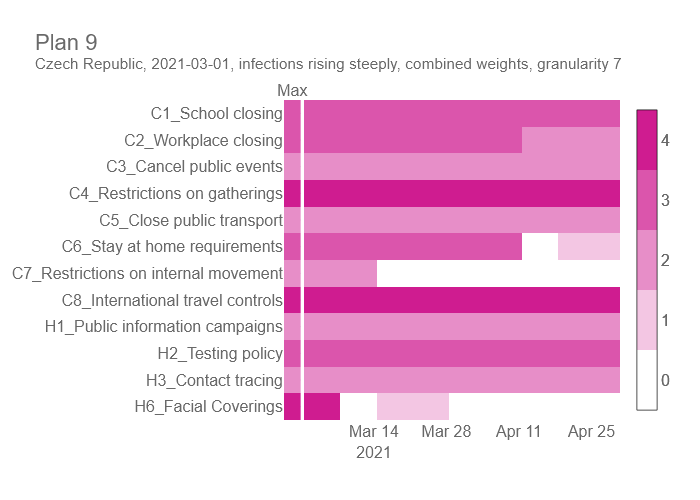 Plan 9
Czech Republic, 2021-03-01, infections rising steeply, combined weights, granularity 7
Max
C1_School closing
C2_Workplace closing
C3_Cancel public events
C4_Restrictions on gatherings
C5_Close public transport
C6_Stay at home requirements
C7_Restrictions on internal movement
C8_International travel controls
H1_Public information campaigns
H2_Testing policy
H3_Contact tracing
H6_Facial Coverings
4
3
2
1
0
Mar 14 Mar 28 Apr 11 Apr 25
2021